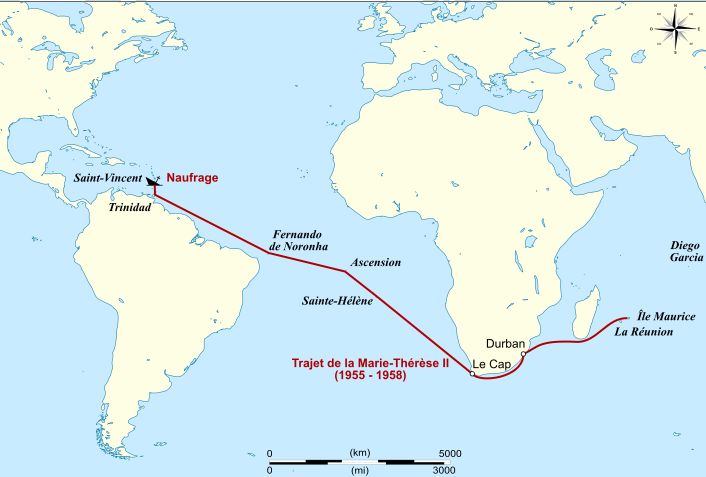 N
O
E
S
Saint-Vincent
Naufrage
Trinidad
Fernando
de Noronha
Ascension
Diego
Garcia
Sainte-Hélène
Île Maurice
La Réunion
Durban
Trajet de la Marie-Thérèse II
(1955 - 1958)
Le Cap
0 (km) 5000
0 (mi) 3000